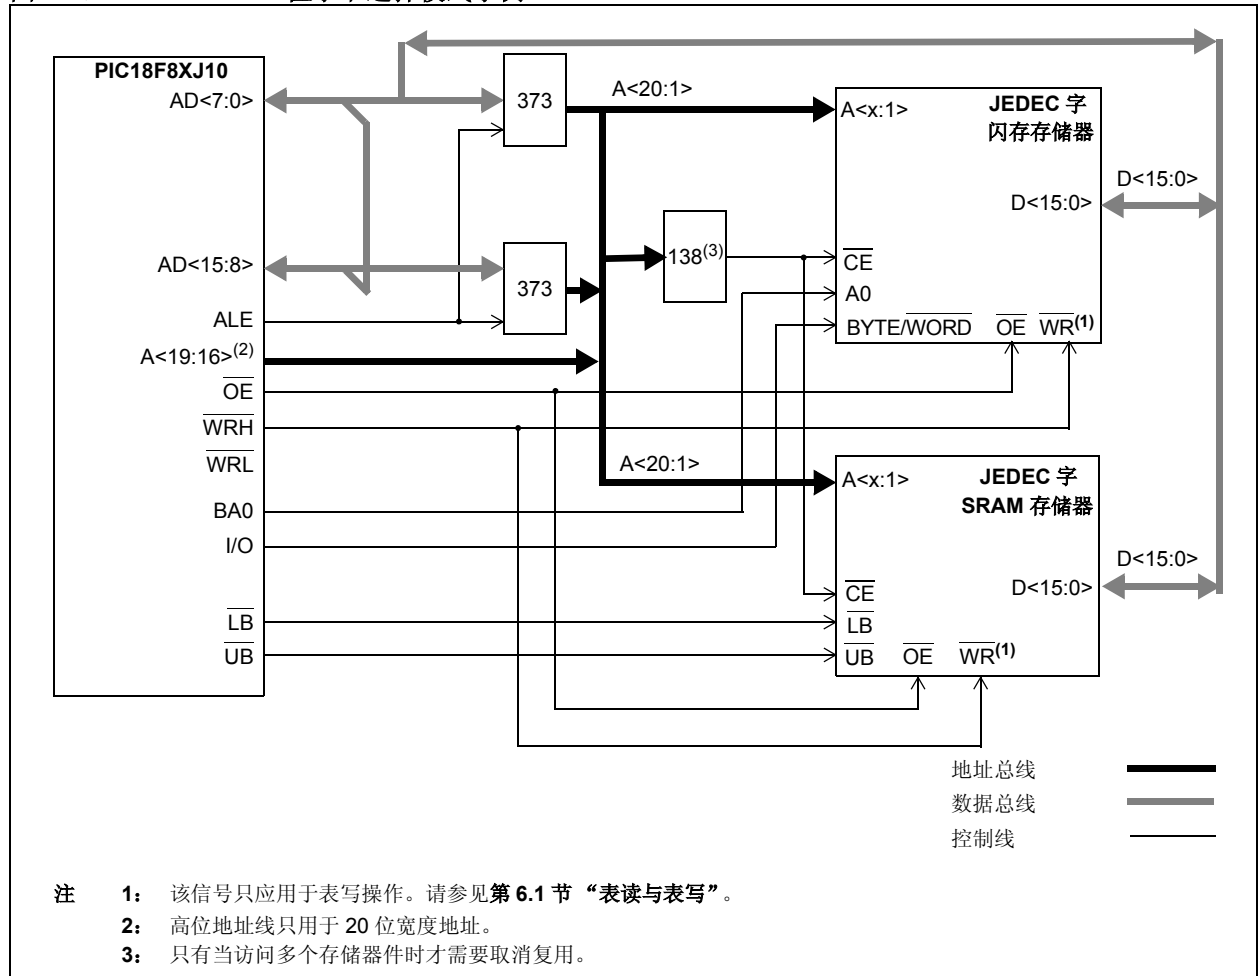 PIC18F8XJ10
AD<7:0>
373
A<20:1>
A<x:1>
JEDEC 字
闪存存储器
D<15:0>
D<15:0>
138(3)
CE
A0
BYTE/WORD OE WR(1)
AD<15:8>
373
ALE
A<19:16>(2)
OE
WRH
WRL
BA0
I/O
LB
UB
A<20:1>
A<x:1>
JEDEC 字
SRAM 存储器
D<15:0>
D<15:0>
CE
LB
UB OE WR(1)
地址总线
数据总线
控制线
注 1: 该信号只应用于表写操作。请参见第 6.1 节 “表读与表写”。
2: 高位地址线只用于 20 位宽度地址。
3: 只有当访问多个存储器件时才需要取消复用。